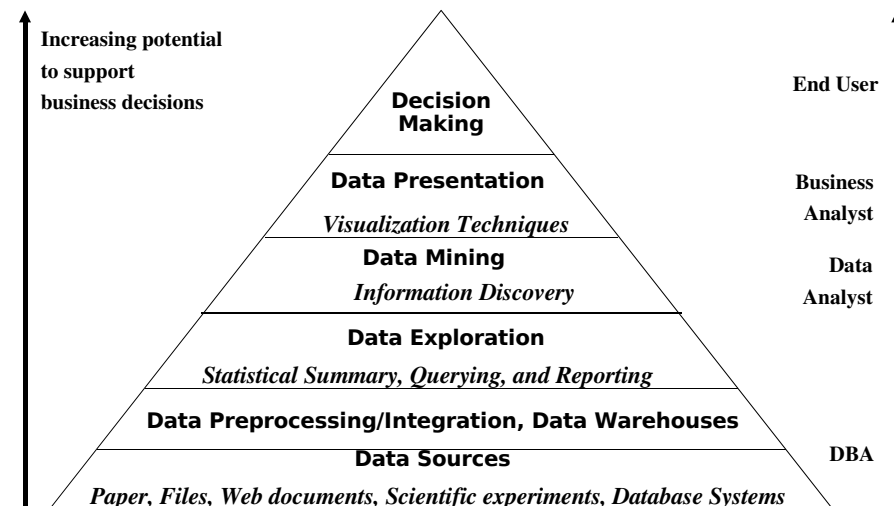 Increasing potential
to support
business decisions
End User
Decision
Making
Data Presentation
Business
Analyst
Visualization Techniques
Data Mining
Data
Analyst
Information Discovery
Data Exploration
Statistical Summary, Querying, and Reporting
Data Preprocessing/Integration, Data Warehouses
Data Sources
DBA
Paper, Files, Web documents, Scientific experiments, Database Systems